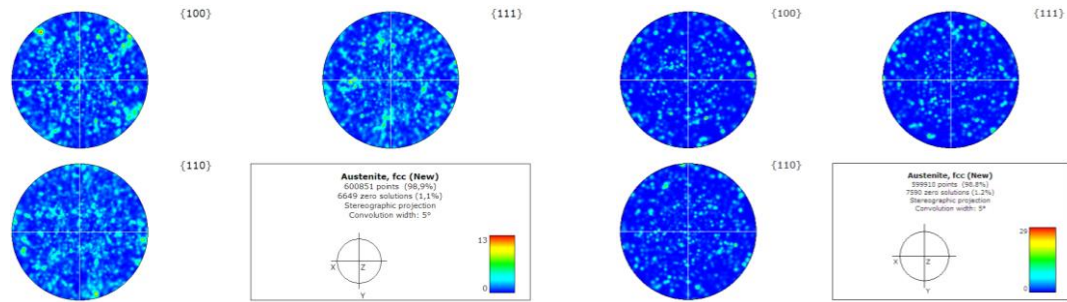 {100}
{111}
{110}
Austenite, fcc (New)
600851 points (98,9%)
6649 zero solutions (1,1%)
Stereographic projection
Convolution width: 5°
13
0
X
Z
Y
{100}
{111}
{110}
Austenite, fcc (New)
599910 points (98.8%)
7590 zero solutions (1.2%)
Stereographic projection
Convolution width: 5°
29
0
X
Z
Y